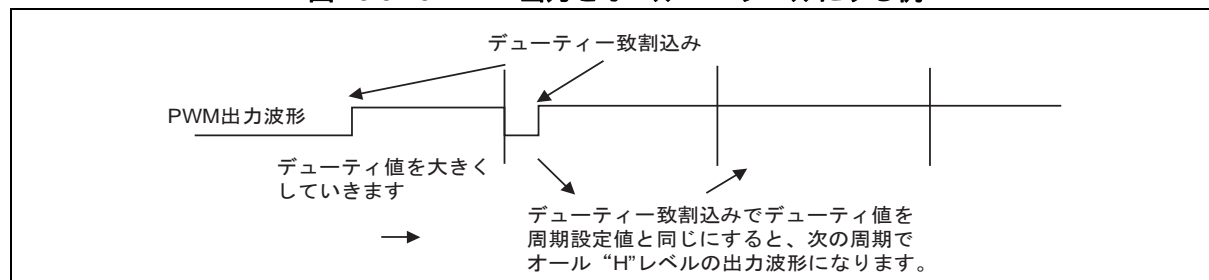 デューティ一致割込み
PWM出力波形
デューティ値を大きく
していきます
デューティ一致割込みでデューティ値を
周期設定値と同じにすると、次の周期で
オール “H”レベルの出力波形になります。